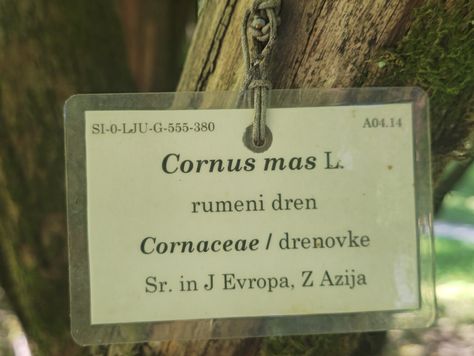 SI-0-LJU-G-555-380 A04.14
Cornus mas L.
rumeni dren
Cornaceae / drenovke
Sr. in J Evropa, Z Azija